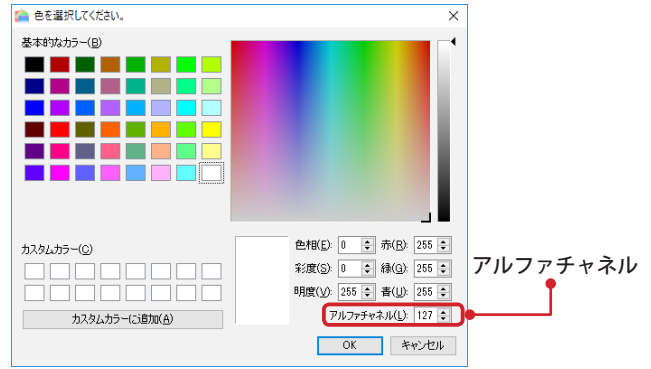 色を選択してください。
基本的なカラー(B)
カスタムカラー(C)
カスタムカラーに追加(A)
色相(E): 0 赤(R): 255
彩度(S): 0 緑(G): 255
明度(V): 255 青(U): 255
アルファチャネル(L): 127
OK キャンセル
アルファチャネル